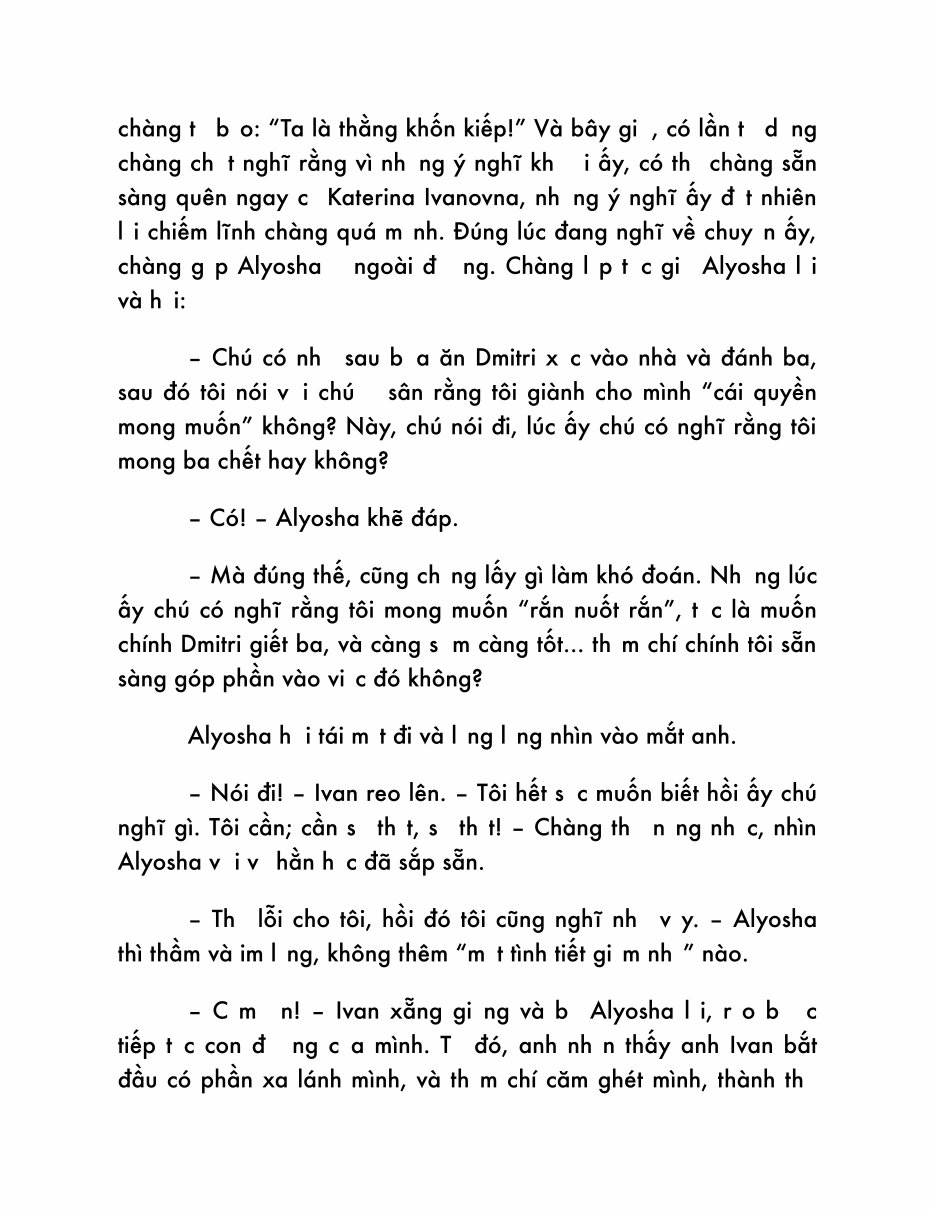 chàng t b o: “Ta là thằng khốn kiếp!” Và bây gi , có lần t d ng
chàng ch t nghĩ rằng vì nh ng ý nghĩ kh i ấy, có th chàng sẵn
sàng quên ngay c Katerina Ivanovna, nh ng ý nghĩ ấy đ t nhiên
l i chiếm lĩnh chàng quá m nh. Đúng lúc đang nghĩ về chuy n ấy,
chàng g p Alyosha ngoài đ ng. Chàng l p t c gi Alyosha l i
và h i:
– Chú có nh sau b a ăn Dmitri x c vào nhà và đánh ba,
sau đó tôi nói v i chú sân rằng tôi giành cho mình “cái quyền
mong muốn” không? Này, chú nói đi, lúc ấy chú có nghĩ rằng tôi
mong ba chết hay không?
– Có! – Alyosha khẽ đáp.
– Mà đúng thế, cũng ch ng lấy gì làm khó đoán. Nh ng lúc
ấy chú có nghĩ rằng tôi mong muốn “rắn nuốt rắn”, t c là muốn
chính Dmitri giết ba, và càng s m càng tốt... th m chí chính tôi sẵn
sàng góp phần vào vi c đó không?
Alyosha h i tái m t đi và l ng l ng nhìn vào mắt anh.
– Nói đi! – Ivan reo lên. – Tôi hết s c muốn biết hồi ấy chú
nghĩ gì. Tôi cần; cần s th t, s th t! – Chàng th n ng nh c, nhìn
Alyosha v i v hằn h c đã sắp sẵn.
– Th lỗi cho tôi, hồi đó tôi cũng nghĩ nh v y. – Alyosha
thì thầm và im l ng, không thêm “m t tình tiết gi m nh ” nào.
– C m n! – Ivan xẵng gi ng và b Alyosha l i, r o b c
tiếp t c con đ ng c a mình. T đó, anh nh n thấy anh Ivan bắt
đầu có phần xa lánh mình, và th m chí căm ghét mình, thành th